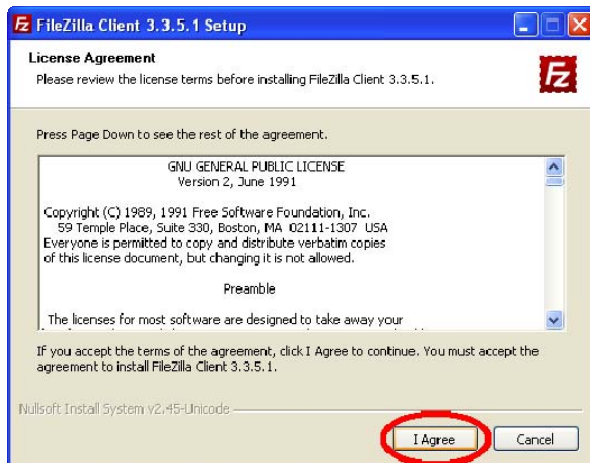 Fz FileZilla Client 3.3.5.1 Setup
License Agreement
Please review the license terms before installing FileZilla Client 3.3.5.1.
Fz
Press Page Down to see the rest of the agreement.
GNU GENERAL PUBLIC LICENSE
Version 2, June 1991
Copyright (C) 1989, 1991 Free Software Foundation, Inc.
59 Temple Place, Suite 330, Boston, MA 02111-1307 USA
Everyone is permitted to copy and distribute verbatim copies
of this license document, but changing it is not allowed.
Preamble
The licenses for most software are designed to take away your
If you accept the terms of the agreement, click I Agree to continue. You must accept the
agreement to install FileZilla Client 3.3.5.1.
Nullsoft Install System v2.45-Unicode
I Agree
Cancel